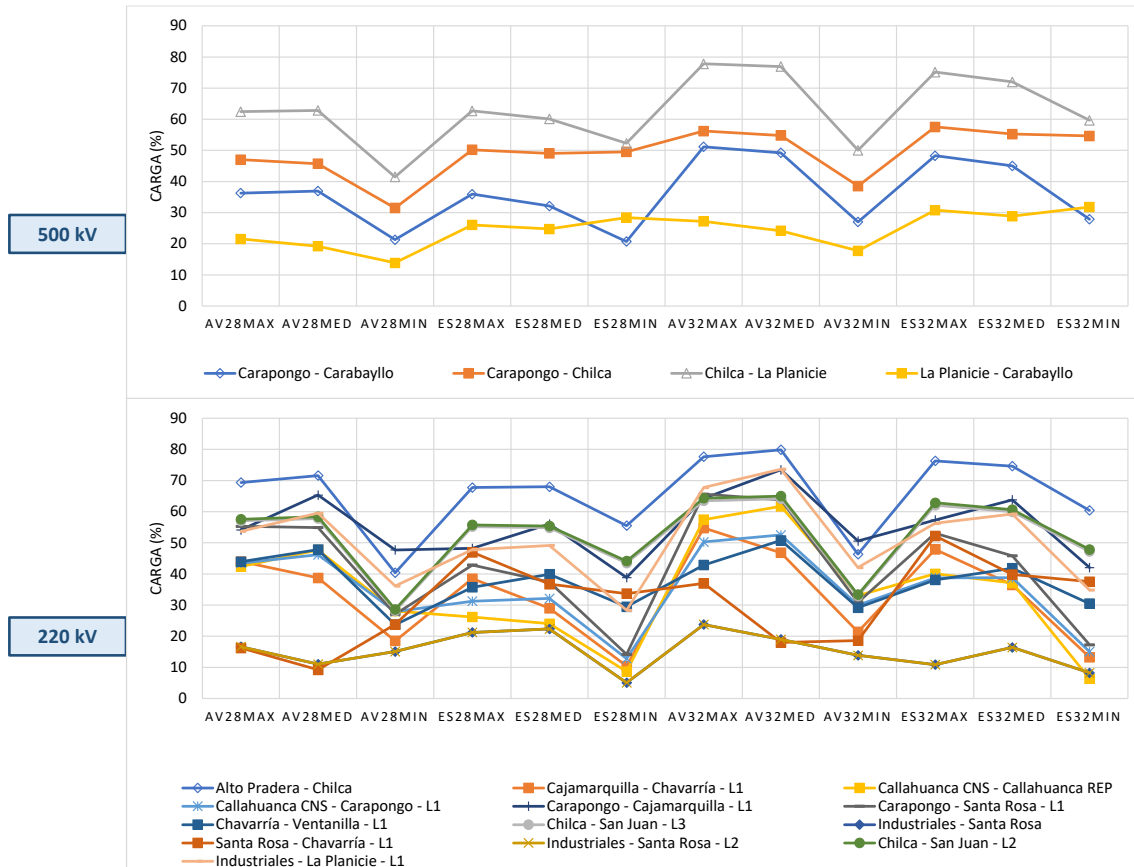 500 kV
CARGA (%)
90
80
70
60
50
40
30
20
10
0
AV28MAX AV28MED AV28MIN ES28MAX ES28MED ES28MIN AV32MAX AV32MED AV32MIN ES32MAX ES32MED ES32MIN
Carapongo - Carabayllo Carapongo - Chilca Chilca - La Planicie La Planicie - Carabayllo
220 kV
CARGA (%)
90
80
70
60
50
40
30
20
10
0
AV28MAX AV28MED AV28MIN ES28MAX ES28MED ES28MIN AV32MAX AV32MED AV32MIN ES32MAX ES32MED ES32MIN
Alto Pradera - Chilca Cajamarquilla - Chavarría - L1 Callahuanca CNS - Callahuanca REP
Callahuanca CNS - Carapongo - L1 Carapongo - Cajamarquilla - L1 Carapongo - Santa Rosa - L1
Chavarría - Ventanilla - L1 Chilca - San Juan - L3 Industriales - Santa Rosa
Santa Rosa - Chavarría - L1 Industriales - Santa Rosa - L2 Chilca - San Juan - L2
Industriales - La Planicie - L1